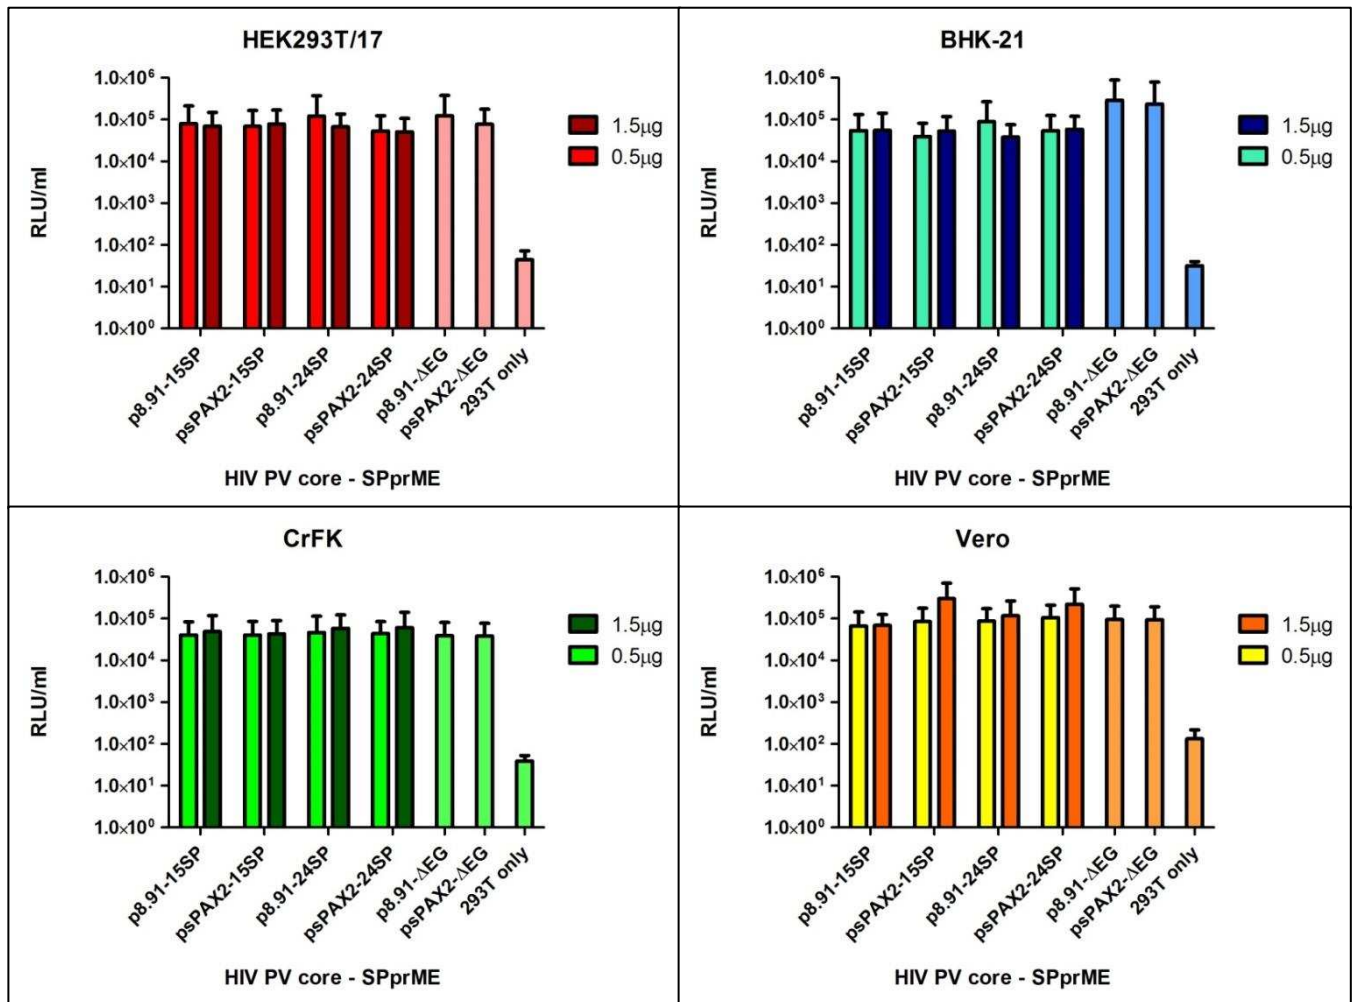 HEK293T/17
1.0×10⁶
1.0×10⁵
1.0×10⁴
1.0×10³
1.0×10²
1.0×10¹
1.0×10⁰
RLU/ml
1.5µg
0.5µg
p8.91-15SP
psPAX2-15SP
p8.91-24SP
psPAX2-24SP
p8.91-ΔEG
psPAX2-ΔEG
293T only
HIV PV core - SPprME
BHK-21
1.0×10⁶
1.0×10⁵
1.0×10⁴
1.0×10³
1.0×10²
1.0×10¹
1.0×10⁰
RLU/ml
1.5µg
0.5µg
p8.91-15SP
psPAX2-15SP
p8.91-24SP
psPAX2-24SP
p8.91-ΔEG
psPAX2-ΔEG
293T only
HIV PV core - SPprME
CrFK
1.0×10⁶
1.0×10⁵
1.0×10⁴
1.0×10³
1.0×10²
1.0×10¹
1.0×10⁰
RLU/ml
1.5µg
0.5µg
p8.91-15SP
psPAX2-15SP
p8.91-24SP
psPAX2-24SP
p8.91-ΔEG
psPAX2-ΔEG
293T only
HIV PV core - SPprME
Vero
1.0×10⁶
1.0×10⁵
1.0×10⁴
1.0×10³
1.0×10²
1.0×10¹
1.0×10⁰
RLU/ml
1.5µg
0.5µg
p8.91-15SP
psPAX2-15SP
p8.91-24SP
psPAX2-24SP
p8.91-ΔEG
psPAX2-ΔEG
293T only
HIV PV core - SPprME